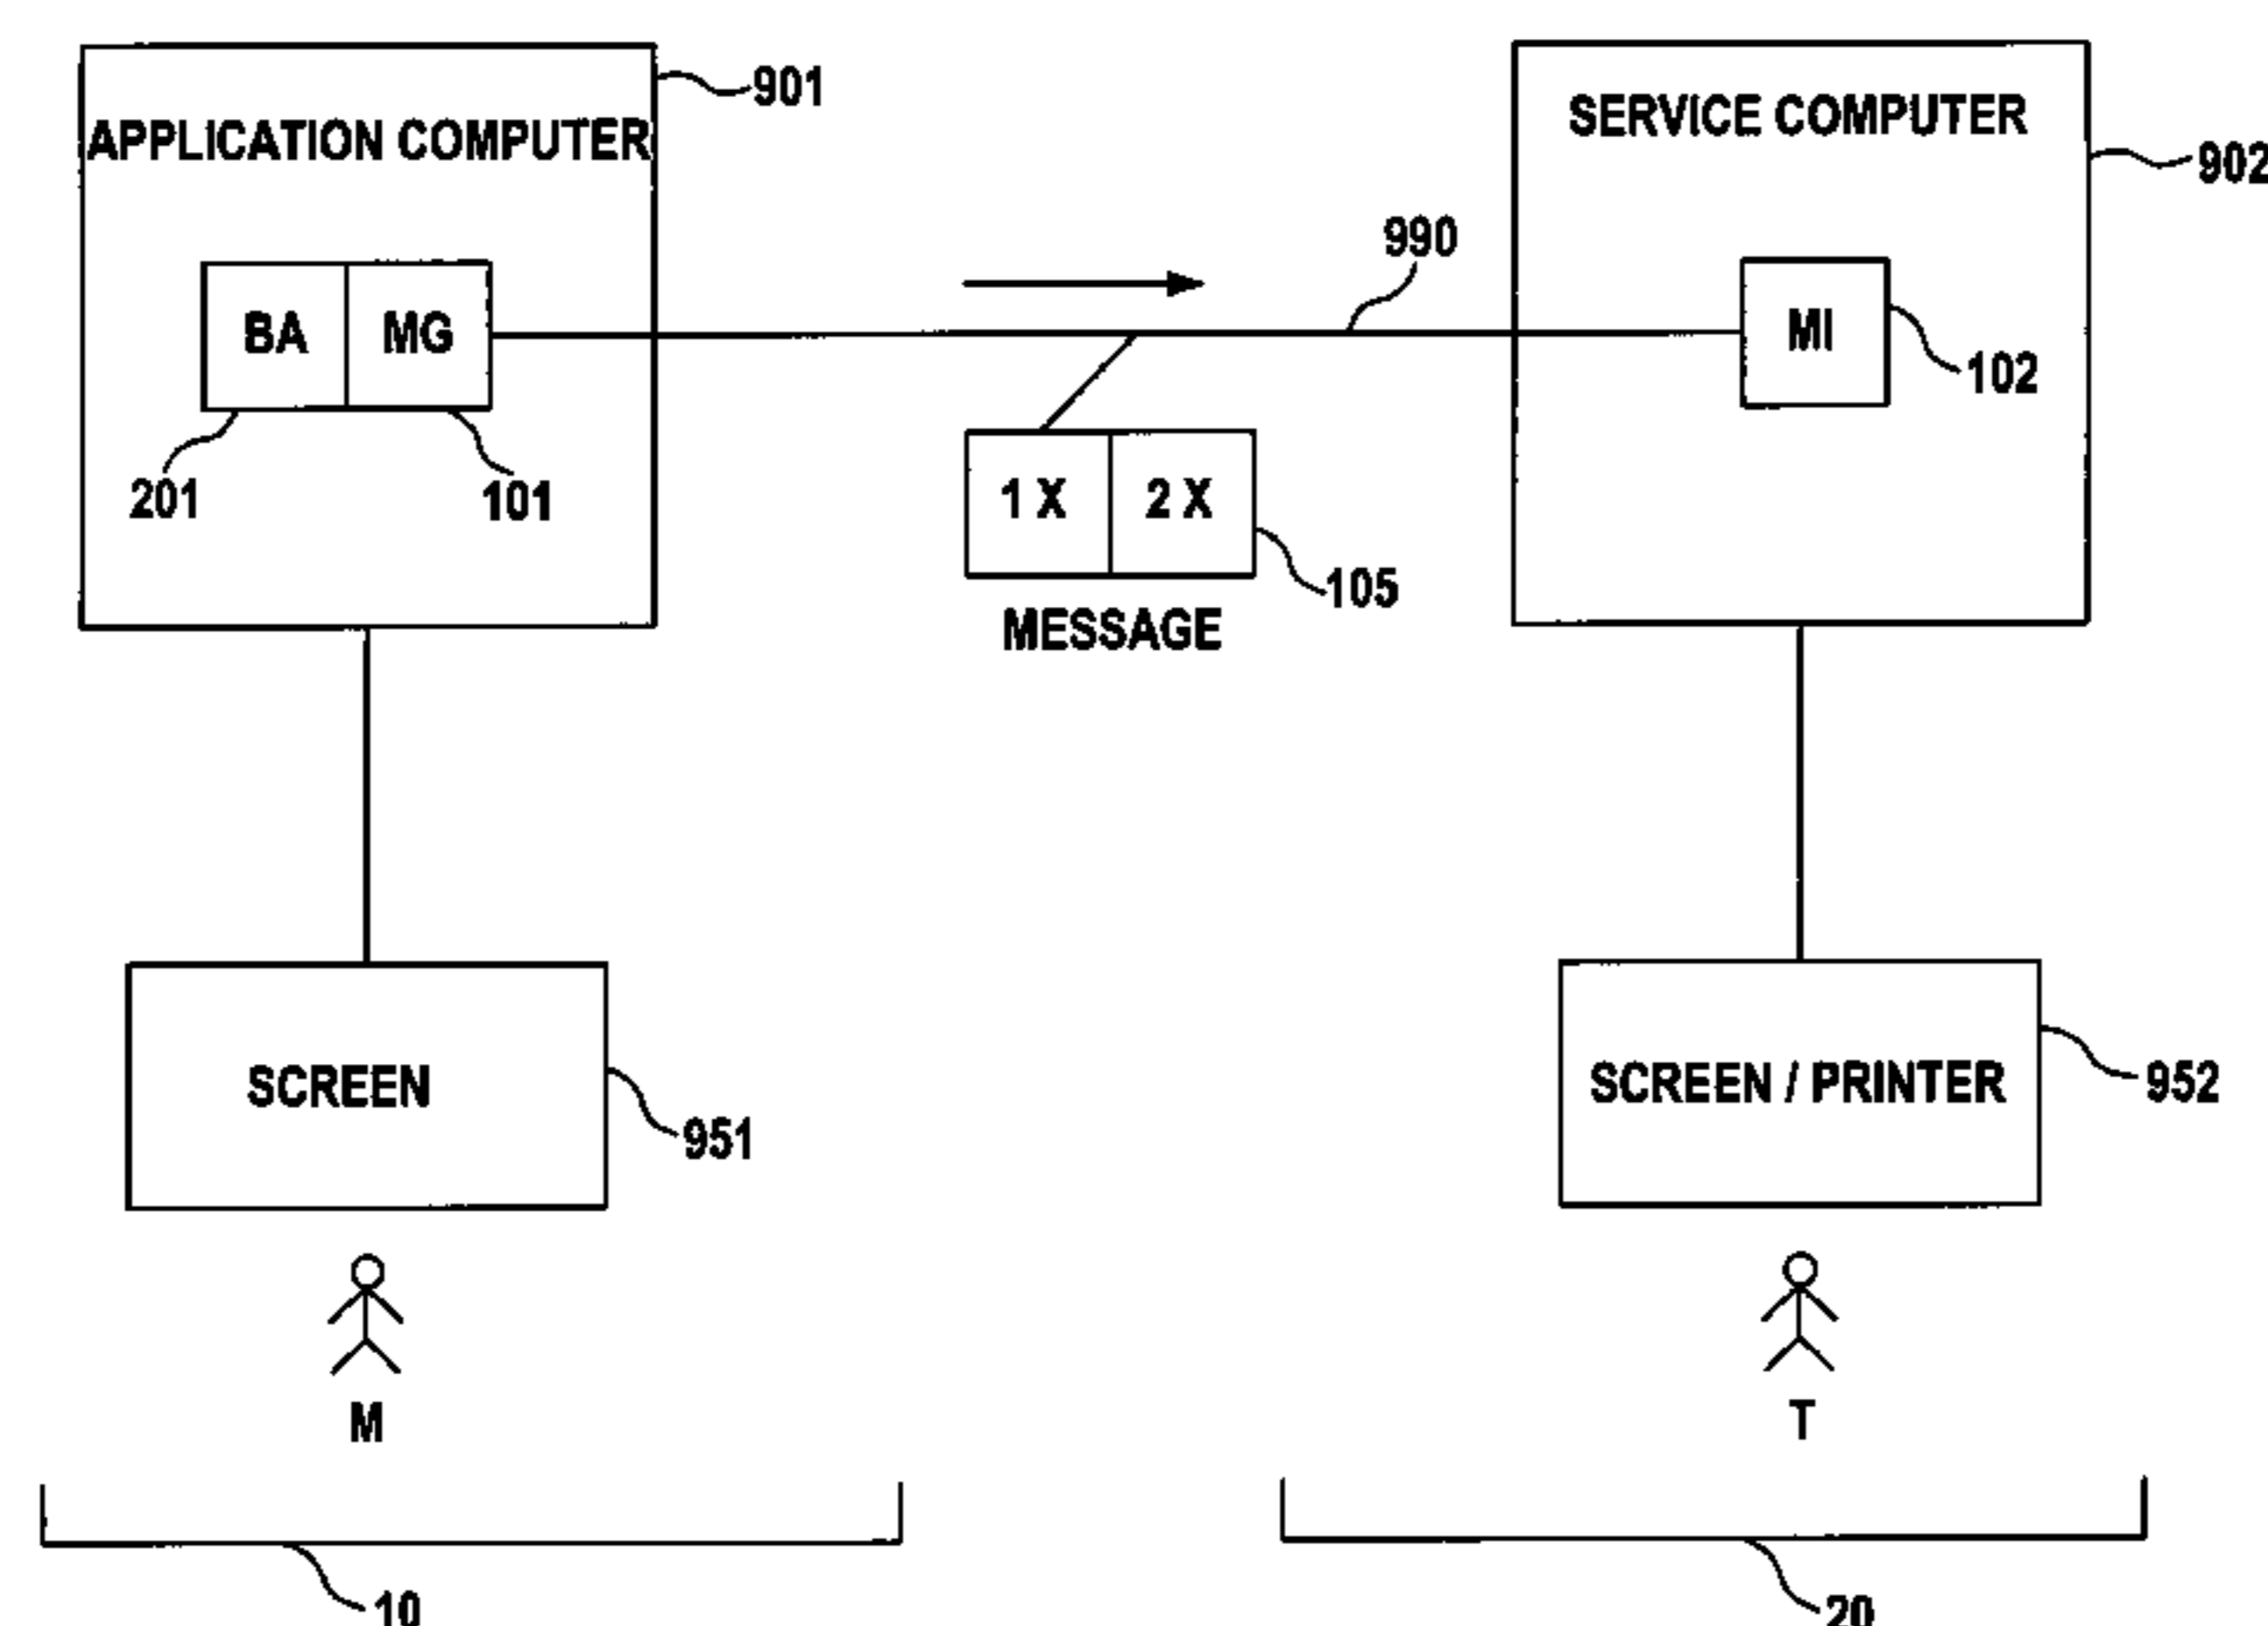 901
APPLICATION COMPUTER
SERVICE COMPUTER
902
990
BA MG
MI
102
201
101
1 X 2 X
105
MESSAGE
SCREEN
951
SCREEN / PRINTER
952
M
T
10
20